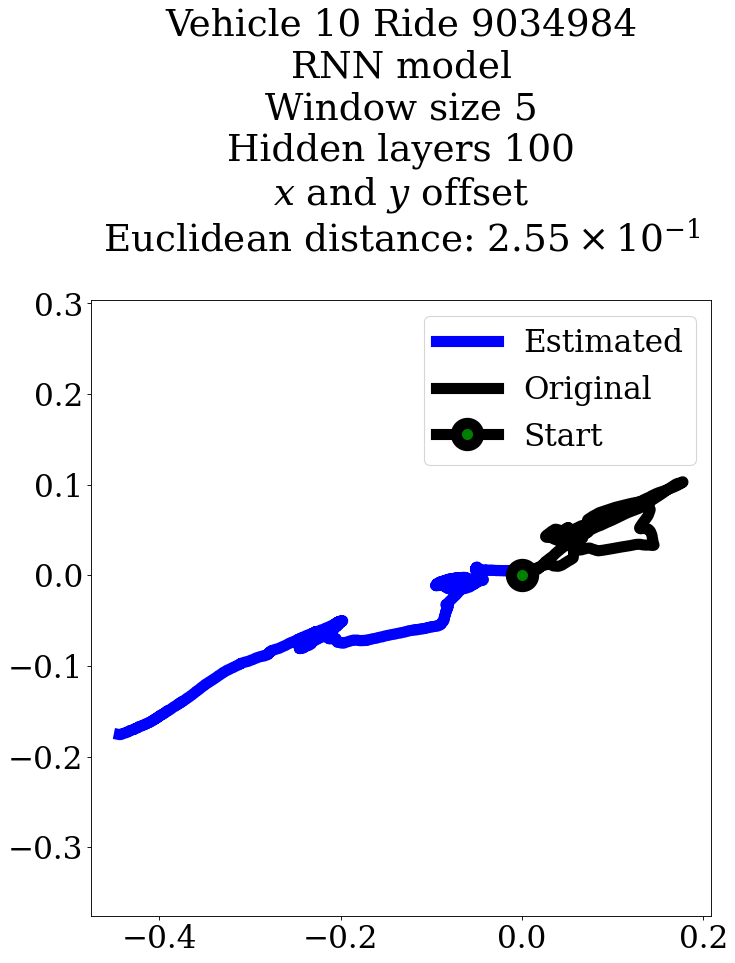 Vehicle 10 Ride 9034984
RNN model
Window size 5
Hidden layers 100
x and y offset
Euclidean distance: 2.55 × 10⁻¹
Estimated
Original
Start
0.3
0.2
0.1
0.0
−0.1
−0.2
−0.3
−0.4 −0.2 0.0 0.2